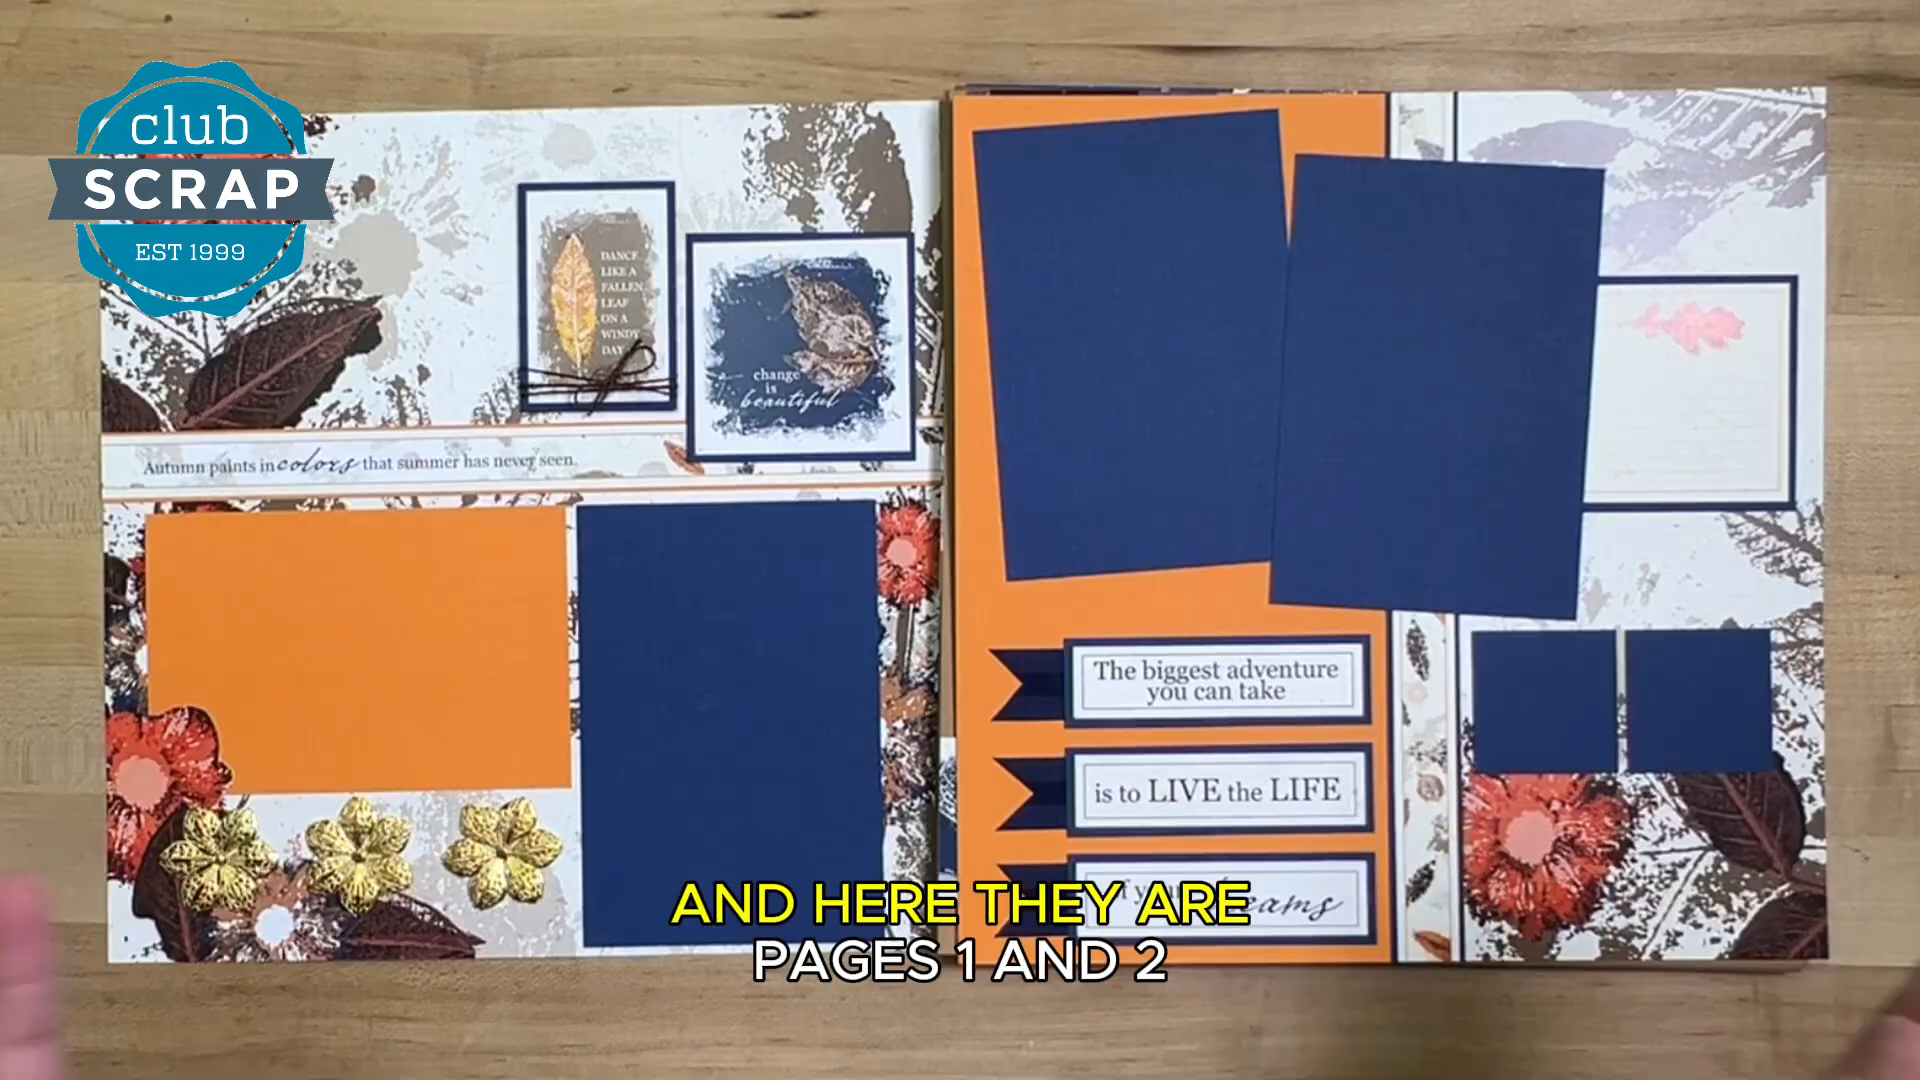 club
SCRAP
EST 1999
DANCE
LIKE A
FALLEN
LEAF
ON A
WINDY
DAY
change
is
beautiful
Autumn paints in colors that summer has never seen.
The biggest adventure
you can take
is to LIVE the LIFE
AND HERE THEY ARE
PAGES 1 AND 2